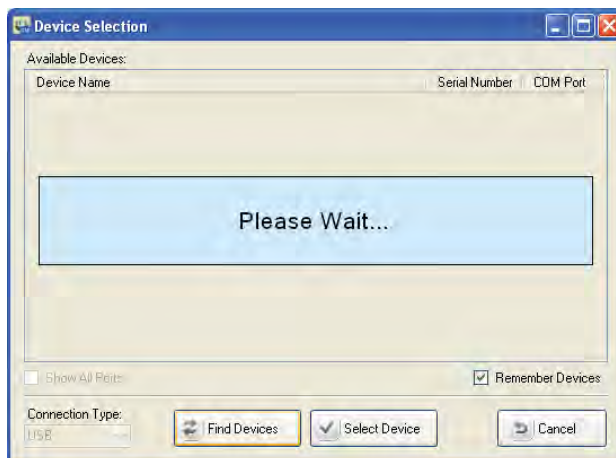 Device Selection
Available Devices:
Device Name Serial Number COM Port
Please Wait...
Show All Ports Remember Devices
Connection Type:
USB Find Devices Select Device Cancel